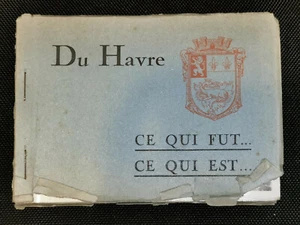 Du Havre
CE QUI FUT...
CE QUI EST...